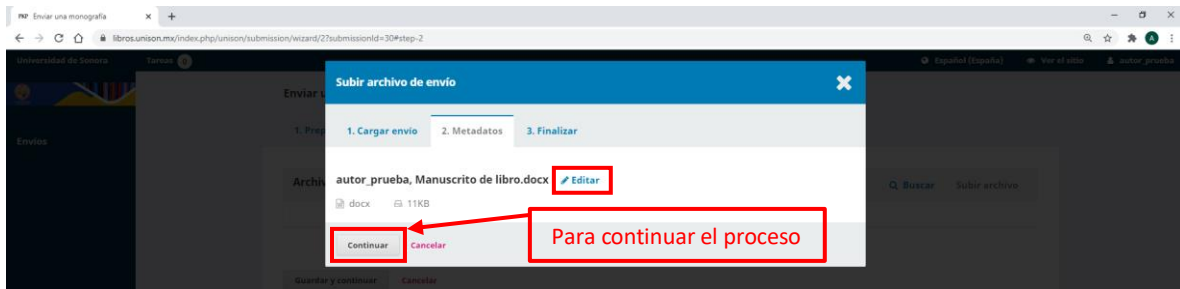 PKP Enviar una monografía
libros.unison.mx/index.php/unison/submission/wizard/2?submissionId=30#step-2
Universidad de Sonora Tareas 0 Español (España) Ver el sitio autor_prueba
Subir archivo de envío
Enviar u
1. Prep
1. Cargar envío 2. Metadatos 3. Finalizar
Envíos
Archiv
autor_prueba, Manuscrito de libro.docx Editar
Buscar Subir archivo
docx 11KB
Para continuar el proceso
Continuar Cancelar
Guardar y continuar Cancelar